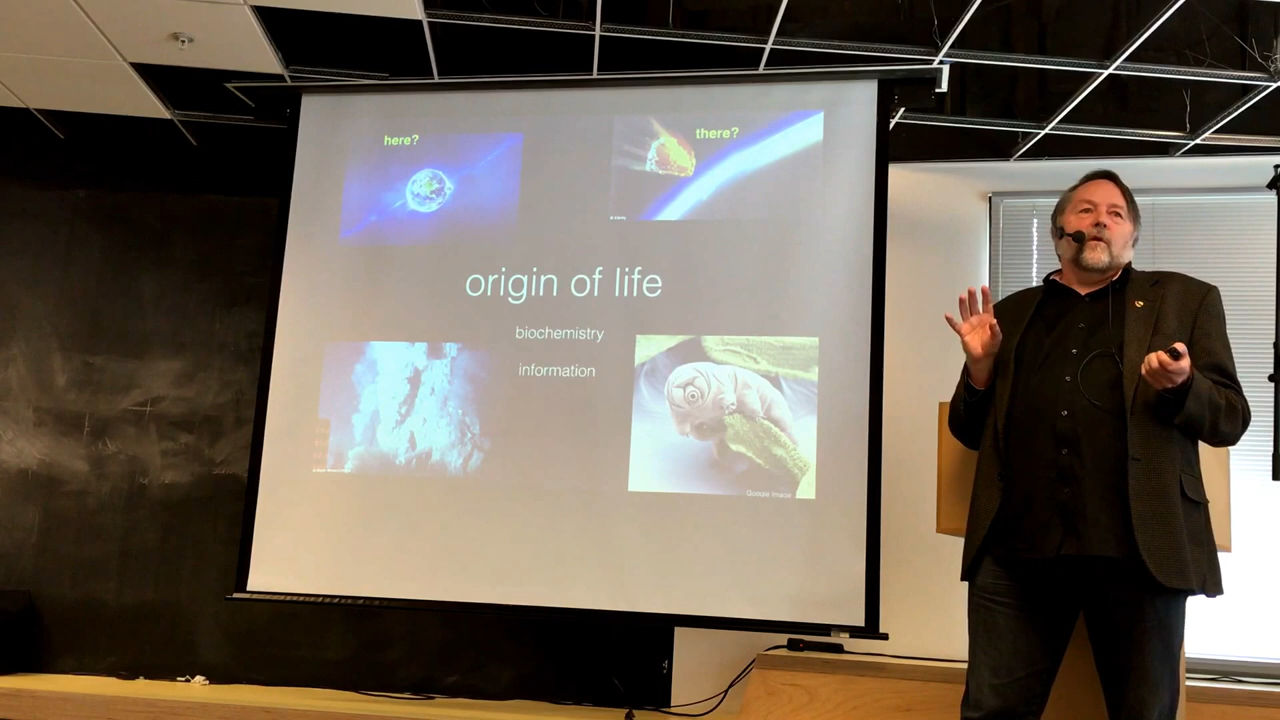 here?
there?
origin of life
biochemistry
information
Google Image